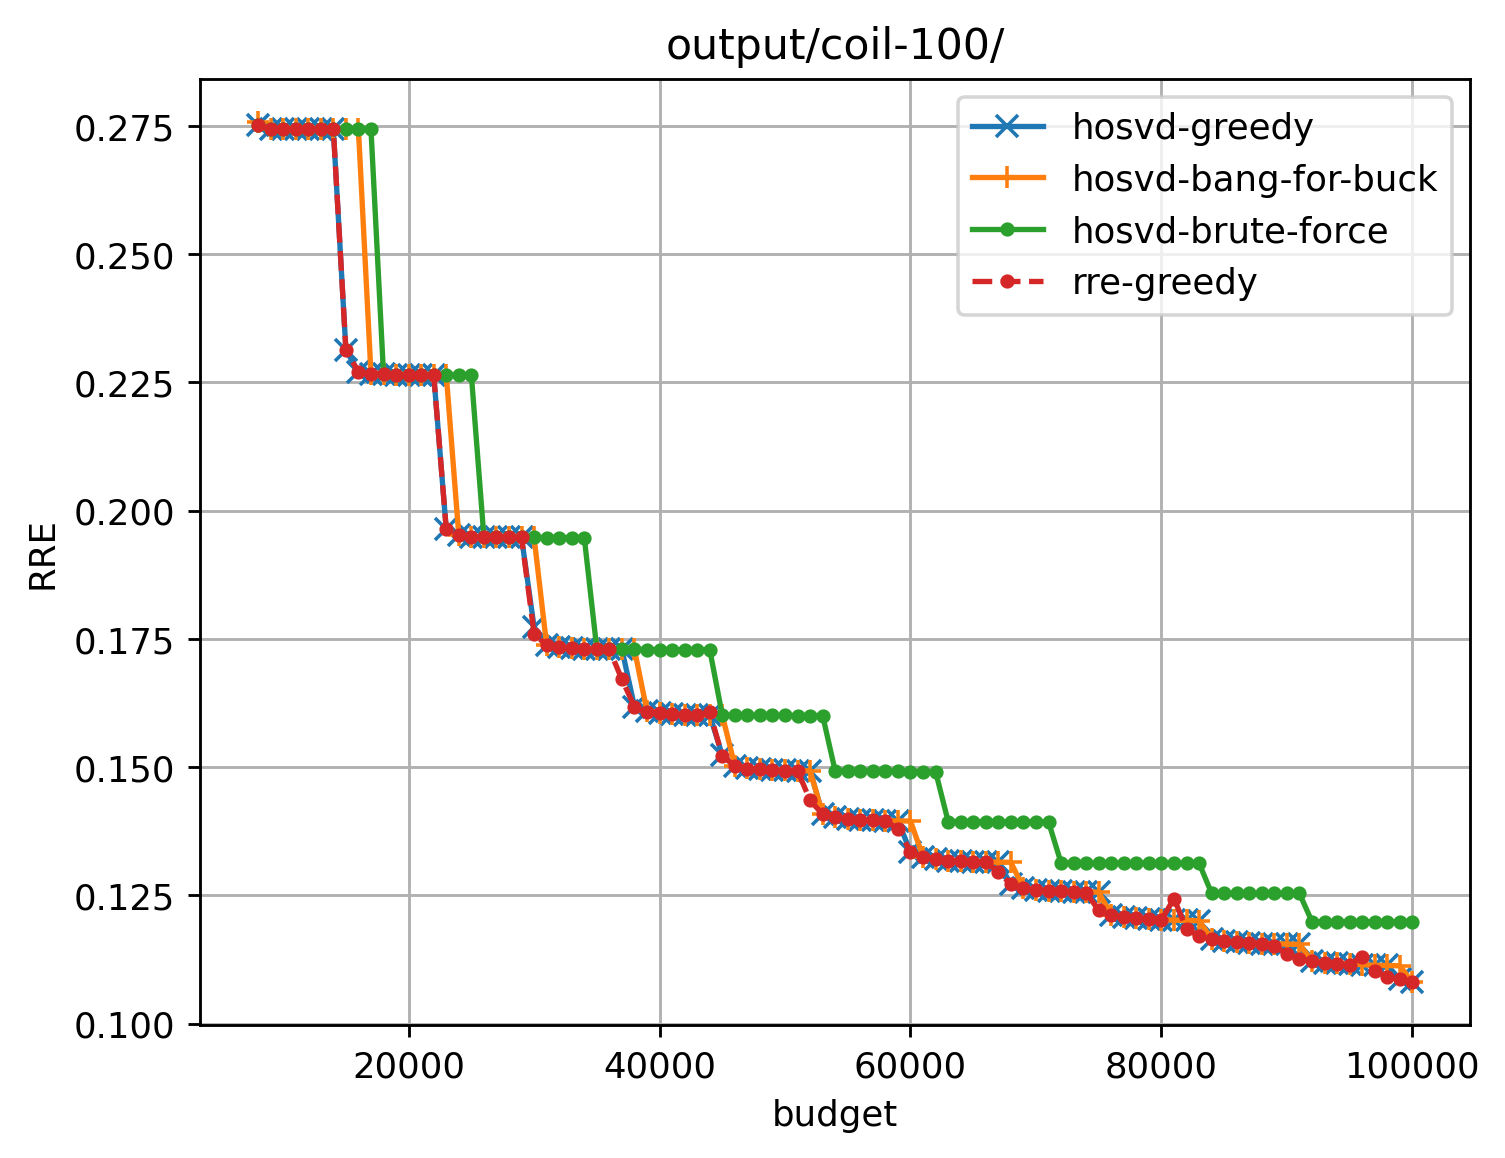 output/coil-100/
0.275
0.250
0.225
0.200
0.175
0.150
0.125
0.100
RRE
hosvd-greedy
hosvd-bang-for-buck
hosvd-brute-force
rre-greedy
20000
40000
60000
80000
100000
budget